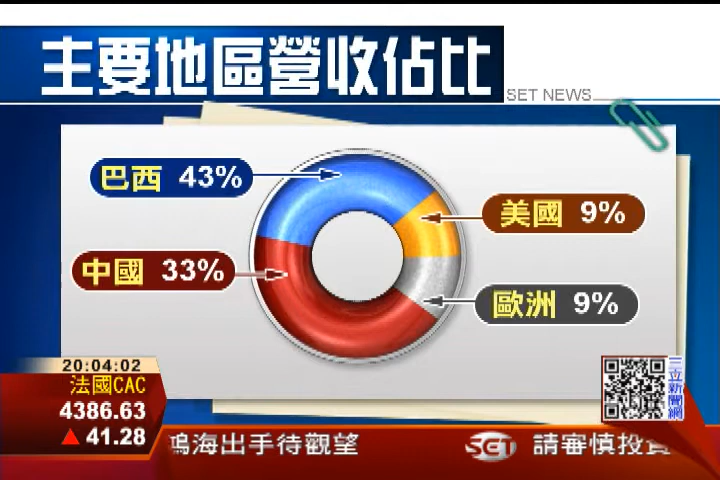 主要地區營收佔比
SET NEWS
巴西 43%
美國 9%
中國 33%
歐洲 9%
20:04:02
法國CAC
4386.63
▲ 41.28
三立新聞網
鴻海出手待觀望
SET
請審慎投資